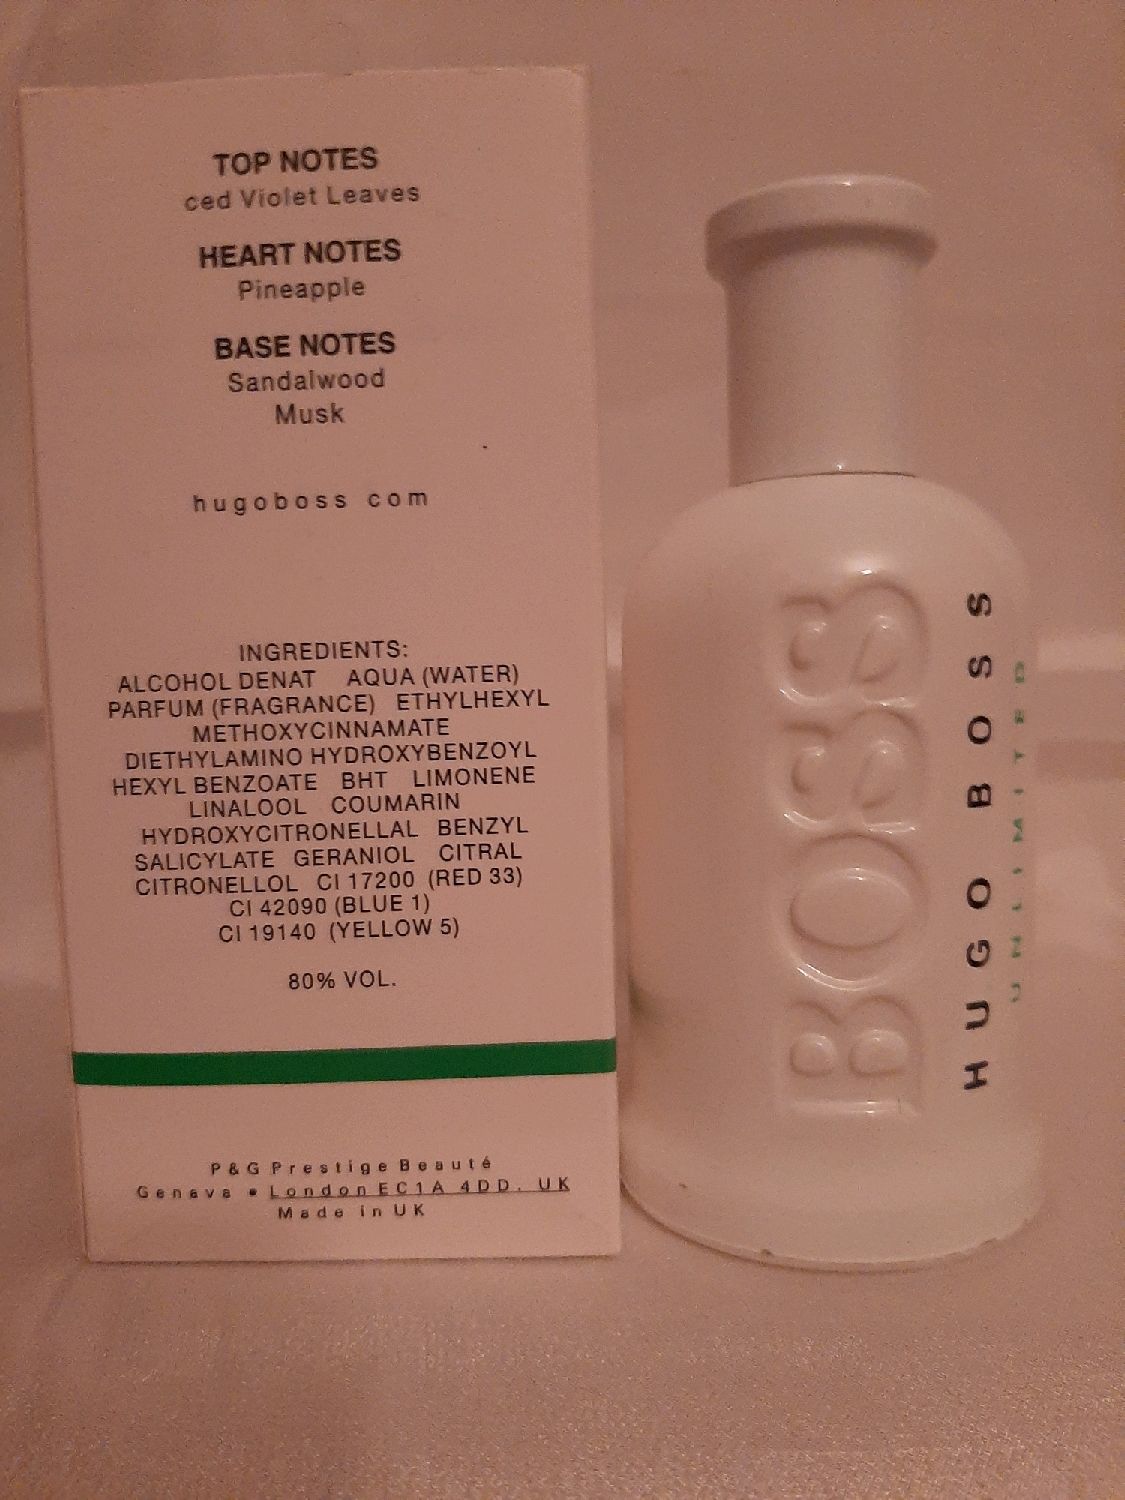 TOP NOTES
ced Violet Leaves
HEART NOTES
Pineapple
BASE NOTES
Sandalwood
Musk
hugoboss com
INGREDIENTS:
ALCOHOL DENAT AQUA (WATER)
PARFUM (FRAGRANCE) ETHYLHEXYL
METHOXYCINNAMATE
DIETHYLAMINO HYDROXYBENZOYL
HEXYL BENZOATE BHT LIMONENE
LINALOOL COUMARIN
HYDROXYCITRONELLAL BENZYL
SALICYLATE GERANIOL CITRAL
CITRONELLOL CI 17200 (RED 33)
CI 42090 (BLUE 1)
CI 19140 (YELLOW 5)
80% VOL.
P&G Prestige Beauté
Geneva • London EC1A 4DD. UK
Made in UK
BOSS
HUGO BOSS
UNLIMITED